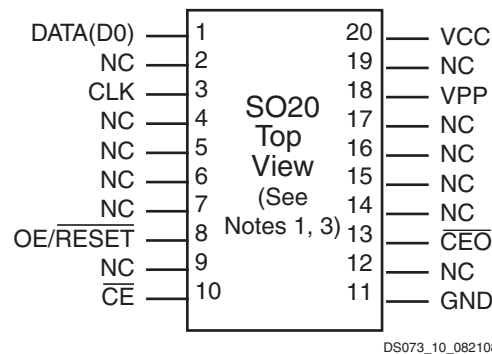 DATA(D0) 1 20 VCC
NC 2 19 NC
CLK 3 18 VPP
NC 4 17 NC
NC 5 16 NC
NC 6 15 NC
NC 7 14 NC
OE/RESET 8 13 CEO
NC 9 12 NC
CE 10 11 GND
SO20
Top
View
(See
Notes 1, 3)
DS073_10_082108